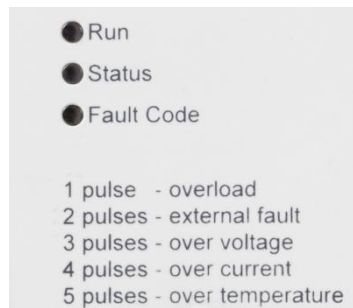 Run
Status
Fault Code
1 pulse - overload
2 pulses - external fault
3 pulses - over voltage
4 pulses - over current
5 pulses - over temperature